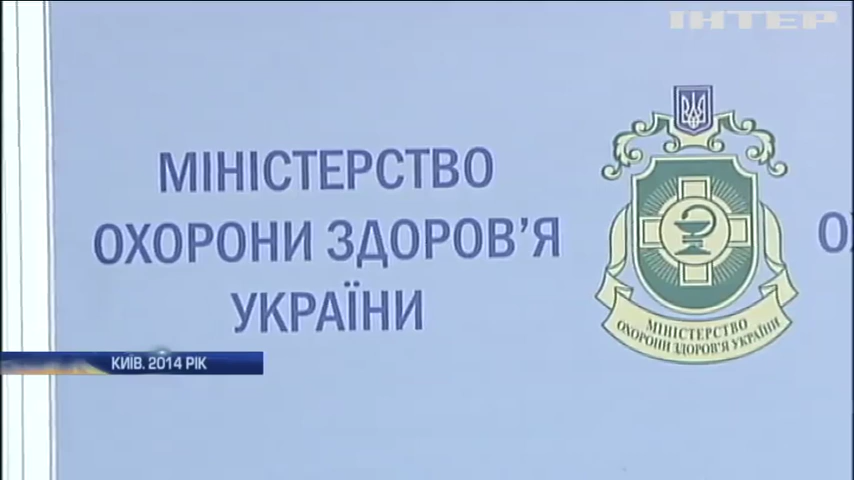 ІНТЕР
МІНІСТЕРСТВО
ОХОРОНИ ЗДОРОВ'Я
УКРАЇНИ
МІНІСТЕРСТВО
ОХОРОНИ ЗДОРОВ'Я УКРАЇНИ
КИЇВ. 2014 РІК